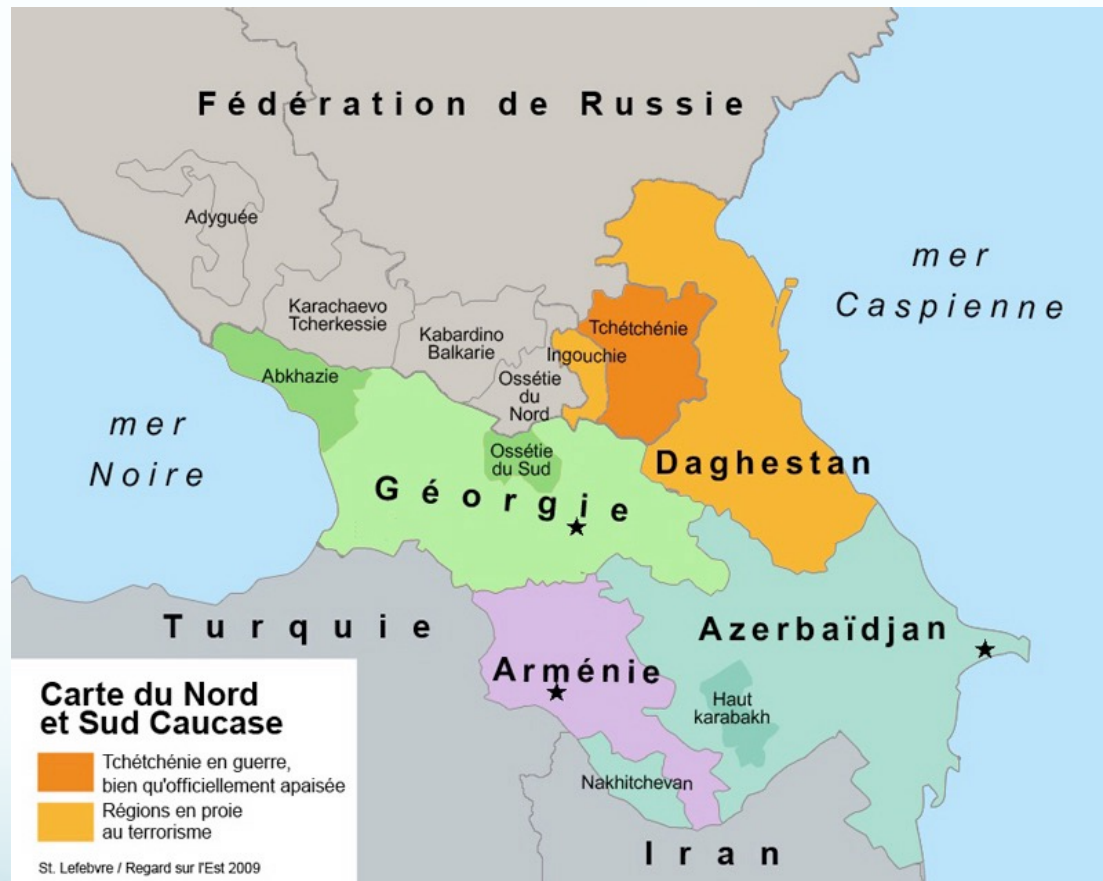 Fédération de Russie
Adyguée
mer
Caspienne
Karachaevo
Tcherkessie
Kabardino
Balkarie
Tchétchénie
Ingouchie
Abkhazie
Ossétie
du
Nord
mer
Noire
Ossétie
du Sud
Daghestan
Géorgie
Turquie
Azerbaïdjan
Arménie
Haut
karabakh
Nakhitchevan
Iran
Carte du Nord
et Sud Caucase
Tchétchénie en guerre,
bien qu'officiellement apaisée
Régions en proie
au terrorisme
St. Lefebvre / Regard sur l'Est 2009